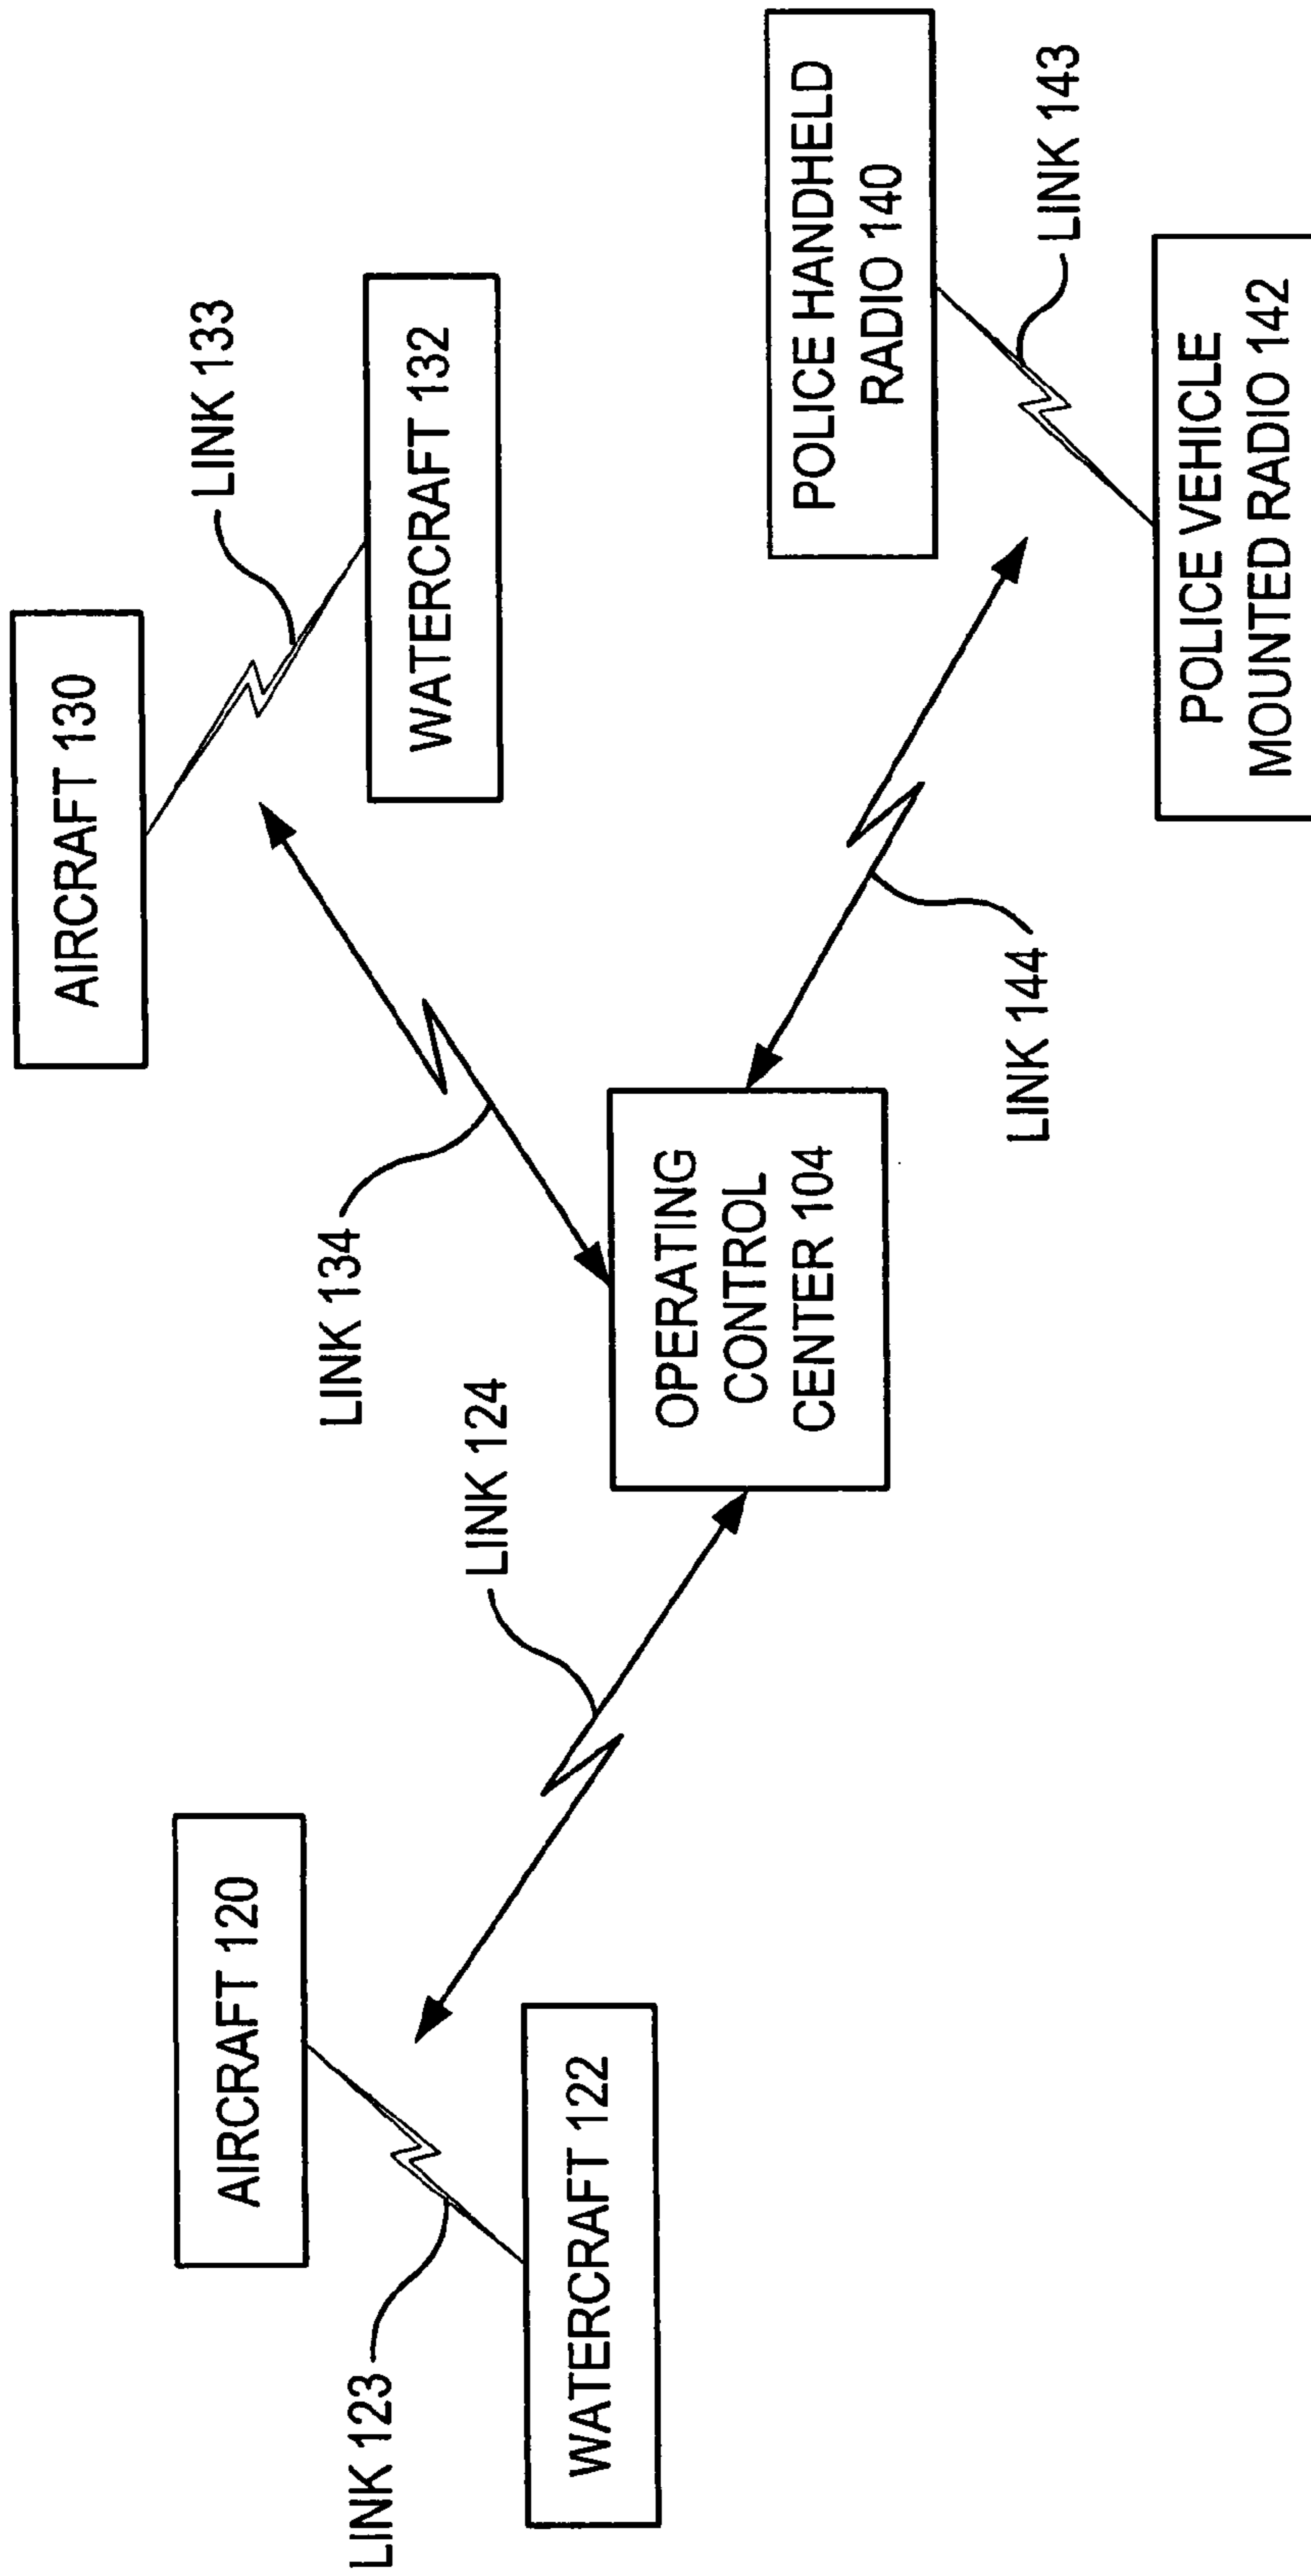 AIRCRAFT 130
LINK 133
WATERCRAFT 132
AIRCRAFT 120
LINK 123
WATERCRAFT 122
LINK 124
LINK 134
OPERATING
CONTROL
CENTER 104
LINK 144
POLICE HANDHELD
RADIO 140
LINK 143
POLICE VEHICLE
MOUNTED RADIO 142